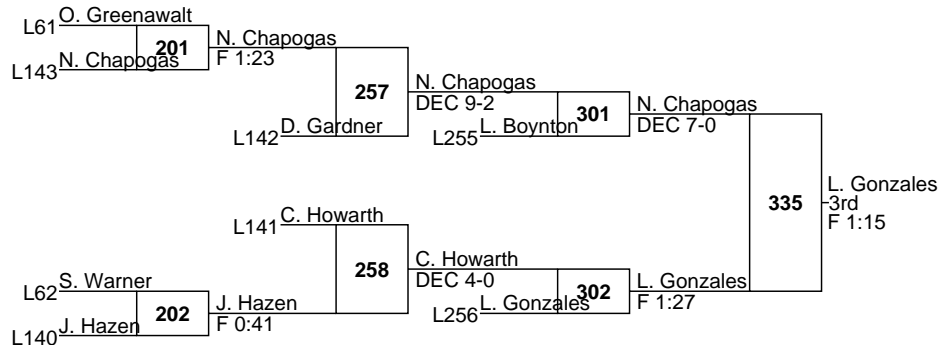 O. Greenawalt
L61
201
N. Chapogas
F 1:23
N. Chapogas
L143
257
N. Chapogas
DEC 9-2
D. Gardner
L142
301
N. Chapogas
DEC 7-0
L. Boynton
L255
335
L. Gonzales
3rd
F 1:15
C. Howarth
L141
258
C. Howarth
DEC 4-0
S. Warner
L62
202
J. Hazen
F 0:41
J. Hazen
L140
302
L. Gonzales
F 1:27
L. Gonzales
L256